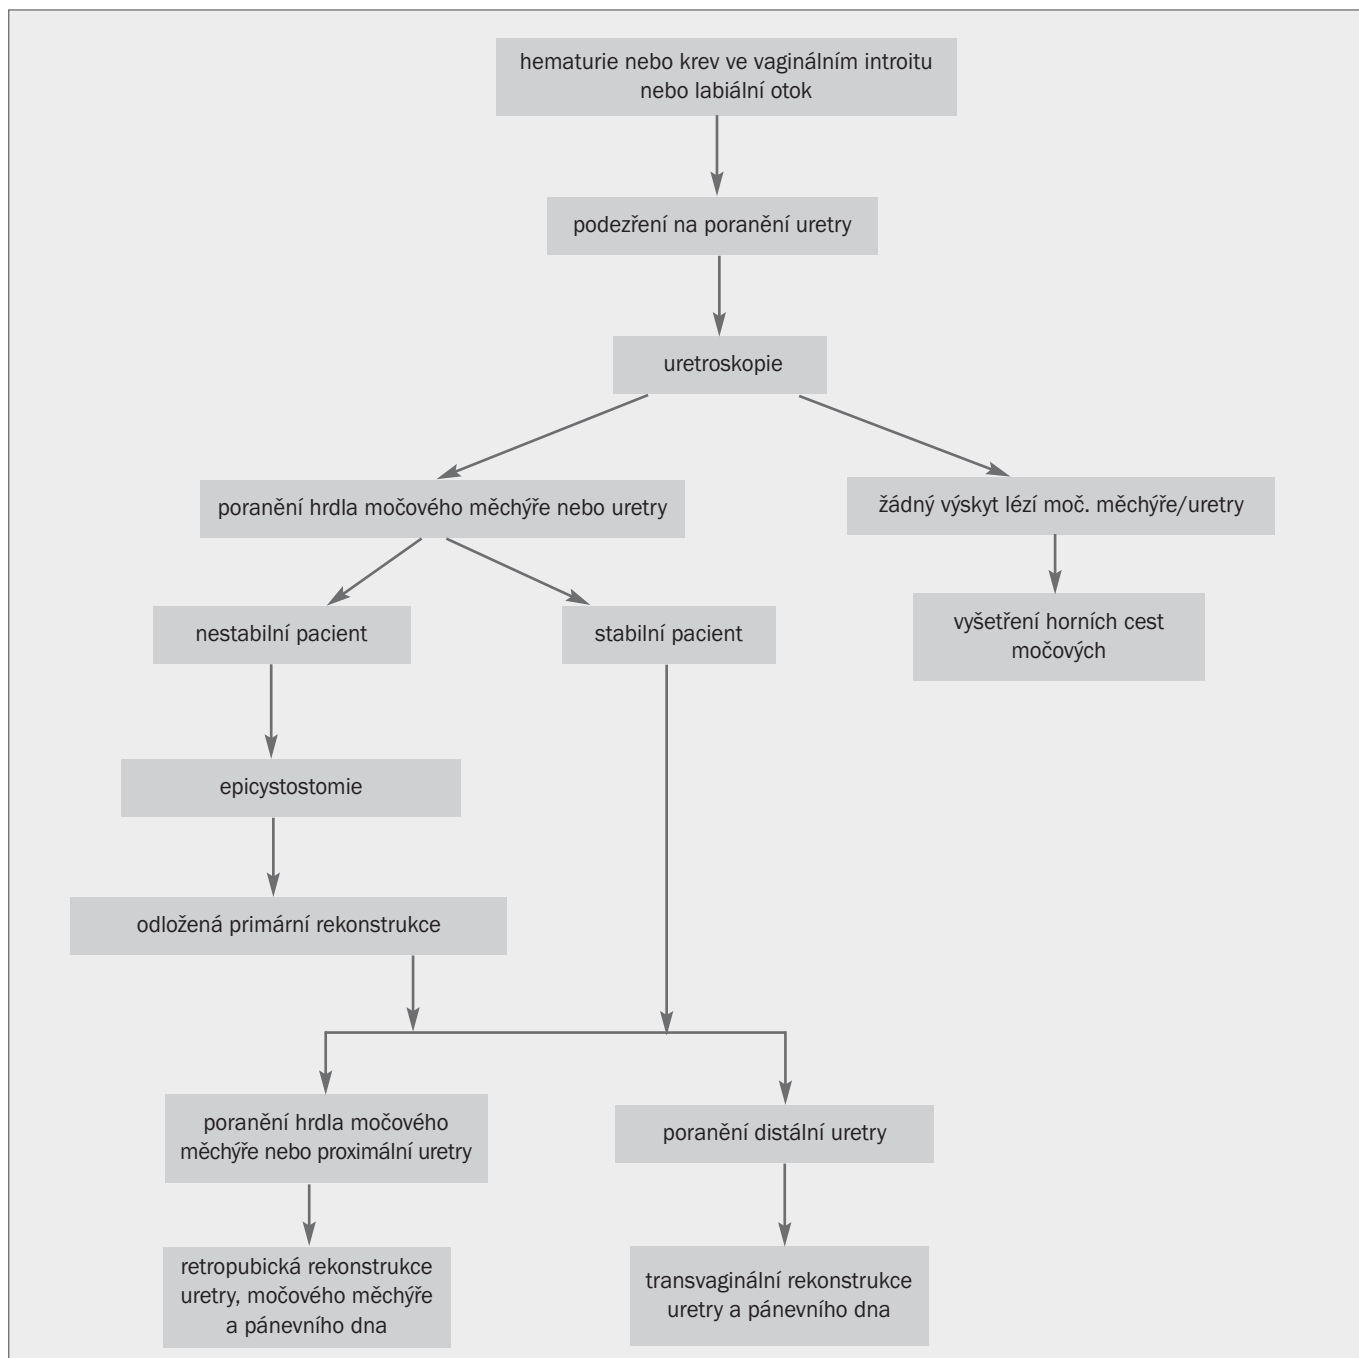 hematurie nebo krev ve vaginálním introitu
nebo labiální otok
podezření na poranění uretry
uretroskopie
poranění hrdla močového měchýře nebo uretry
žádný výskyt lézí moč. měchýře/uretry
nestabilní pacient
stabilní pacient
vyšetření horních cest
močových
epicystostomie
odložená primární rekonstrukce
poranění hrdla močového
měchýře nebo proximální uretry
poranění distální uretry
retropubická rekonstrukce
uretry, močového měchýře
a pánevního dna
transvaginální rekonstrukce
uretry a pánevního dna